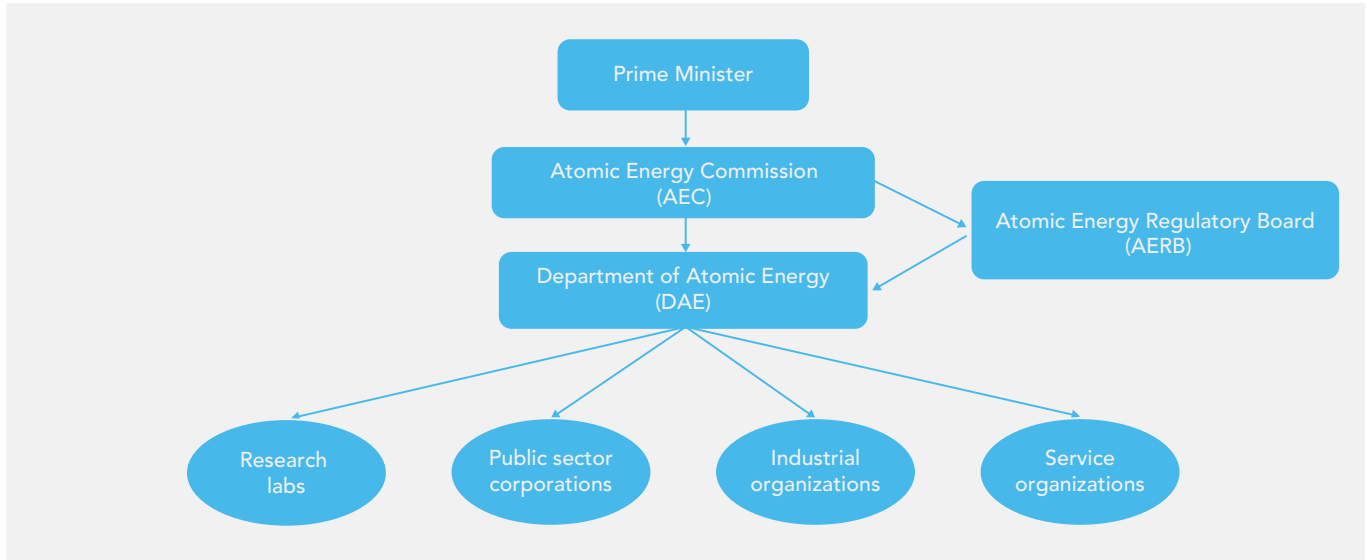 Prime Minister
Atomic Energy Commission
(AEC)
Atomic Energy Regulatory Board
(AERB)
Department of Atomic Energy
(DAE)
Research
labs
Public sector
corporations
Industrial
organizations
Service
organizations